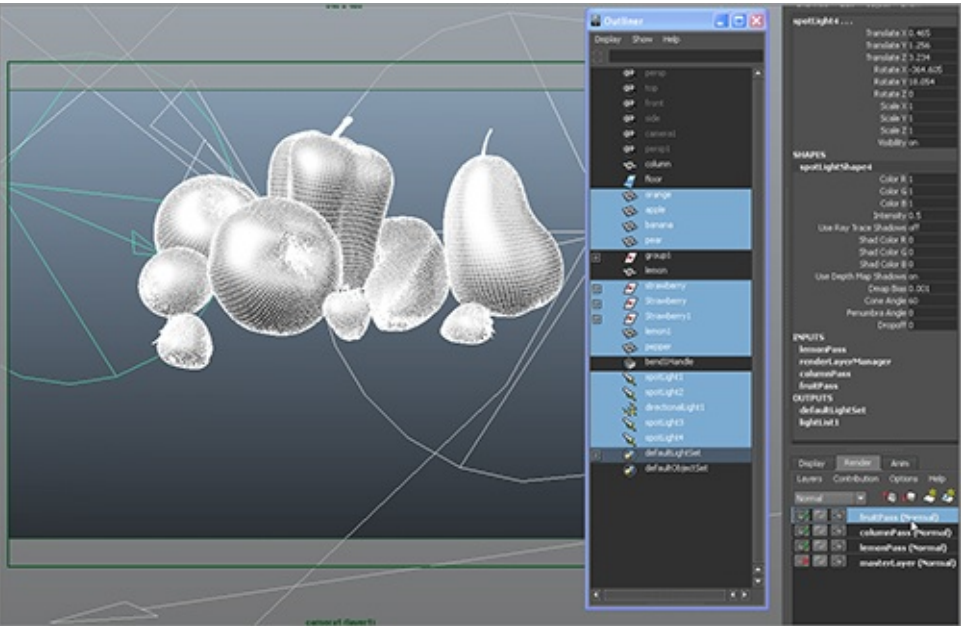 Outliner
Display Show Help
persp
top
front
side
camera1
persp1
column
floor
orange
apple
banana
pear
group1
lemon
strawberry
Strawberry
Strawberry1
lemon1
pepper
bend1Handle
spotLight1
spotLight2
directionalLight1
spotLight3
spotLight4
defaultLightSet
defaultObjectSet
spotLight4 ...
Translate X 0.465
Translate Y 1.256
Translate Z 3.234
Rotate X -364.605
Rotate Y 18.054
Rotate Z 0
Scale X 1
Scale Y 1
Scale Z 1
Visibility on
SHAPES
spotLightShape4
Color R 1
Color G 1
Color B 1
Intensity 0.5
Use Ray Trace Shadows off
Shad Color R 0
Shad Color G 0
Shad Color B 0
Use Depth Map Shadows on
Dmap Bias 0.001
Cone Angle 60
Penumbra Angle 0
Dropoff 0
INPUTS
lemonPass
renderLayerManager
columnPass
fruitPass
OUTPUTS
defaultLightSet
lightList1
Display Render Anim
Layers Contribution Options Help
Normal
fruitPass (Normal)
columnPass (Normal)
lemonPass (Normal)
masterLayer (Normal)